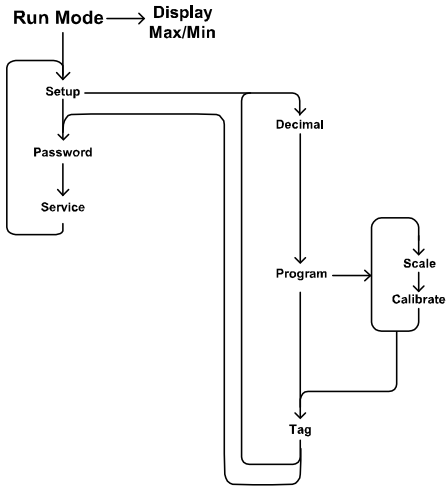 Run Mode
Display
Max/Min
Setup
Decimal
Password
Service
Program
Scale
Calibrate
Tag